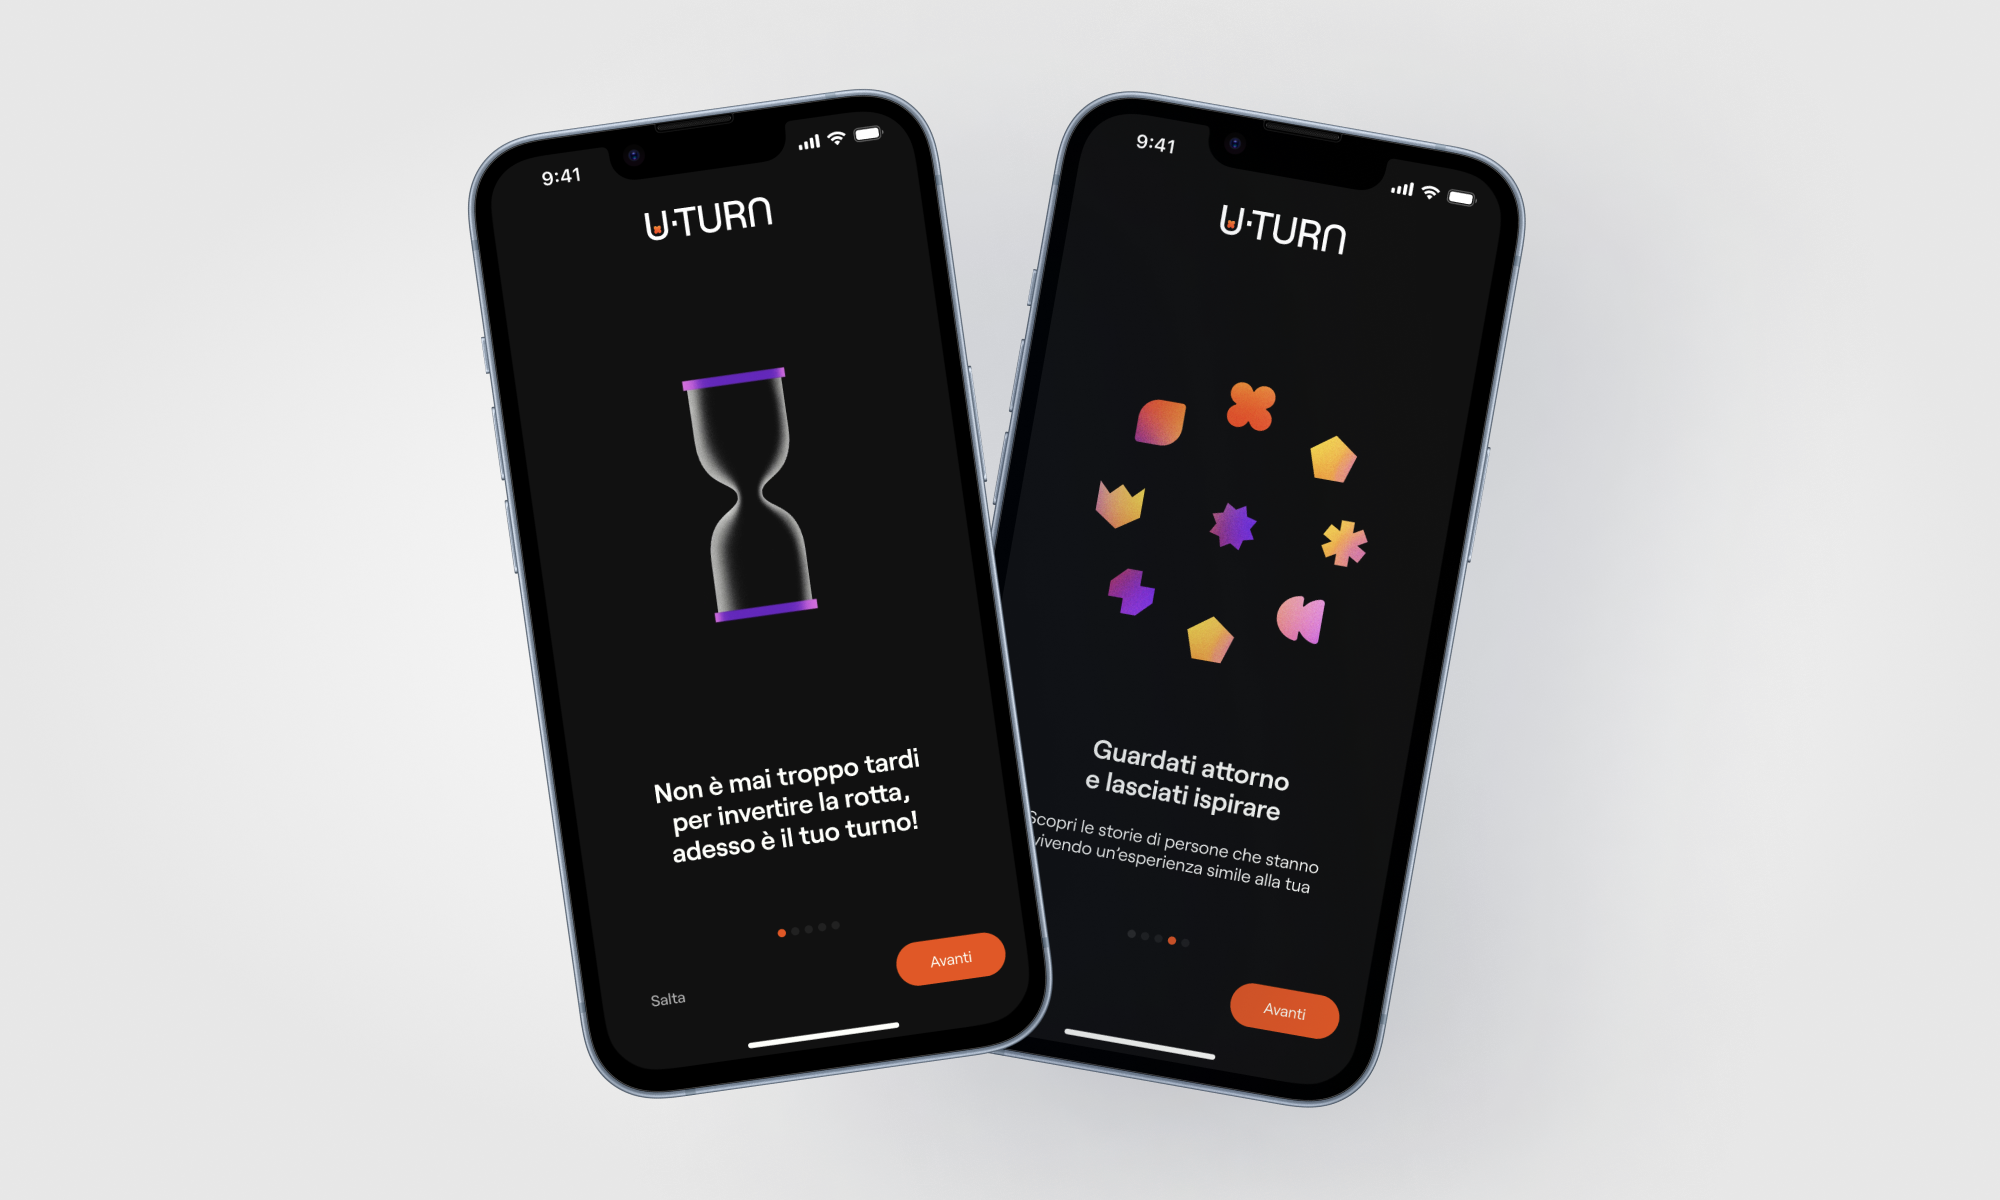 9:41
U·TURN
Non è mai troppo tardi
per invertire la rotta,
adesso è il tuo turno!
Avanti
Salta
9:41
U·TURN
Guardati attorno
e lasciati ispirare
Scopri le storie di persone che stanno
vivendo un'esperienza simile alla tua
Avanti